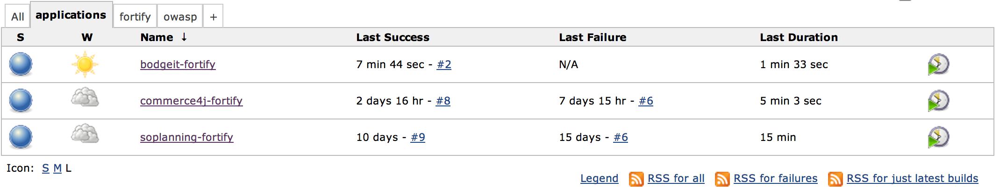 All applications fortify owasp +
S W Name ↓ Last Success Last Failure Last Duration
bodgeit-fortify 7 min 44 sec - #2 N/A 1 min 33 sec
commerce4j-fortify 2 days 16 hr - #8 7 days 15 hr - #6 5 min 3 sec
soplanning-fortify 10 days - #9 15 days - #6 15 min
Icon: S M L
Legend RSS for all RSS for failures RSS for just latest builds